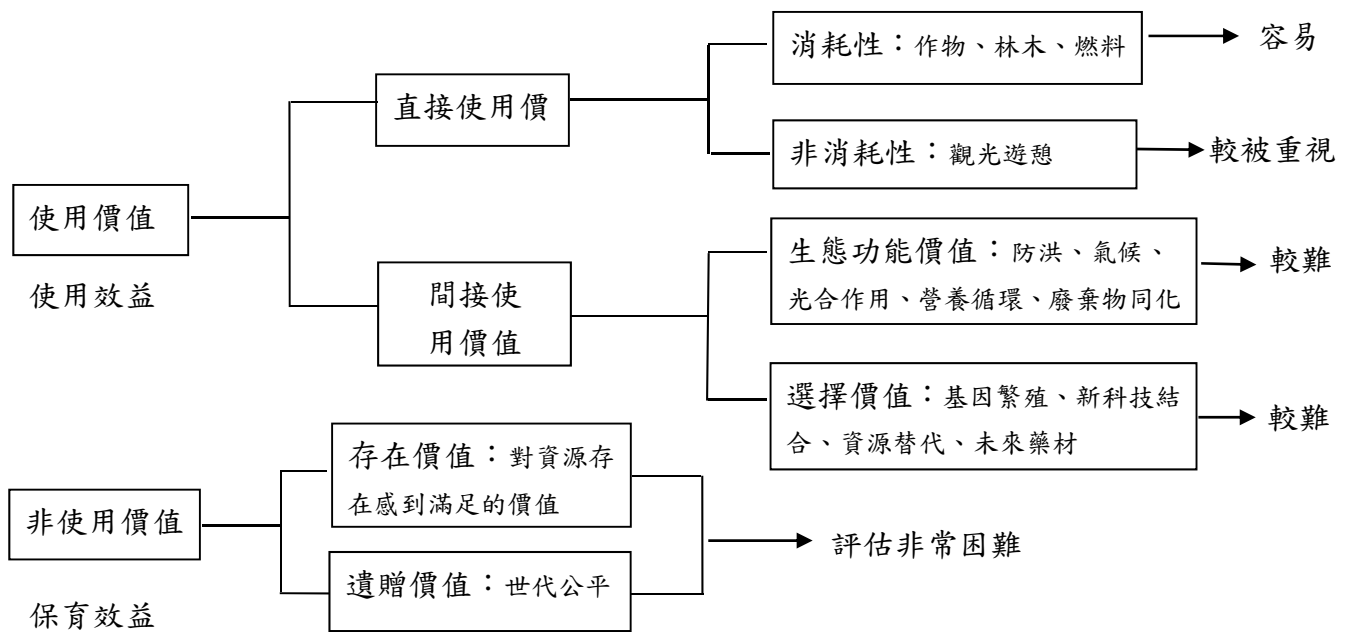 消耗性：作物、林木、燃料
容易
直接使用價
非消耗性：觀光遊憩
較被重視
使用價值
使用效益
間接使
用價值
生態功能價值：防洪、氣候、
光合作用、營養循環、廢棄物同化
較難
選擇價值：基因繁殖、新科技結
合、資源替代、未來藥材
較難
存在價值：對資源存
在感到滿足的價值
非使用價值
評估非常困難
遺贈價值：世代公平
保育效益